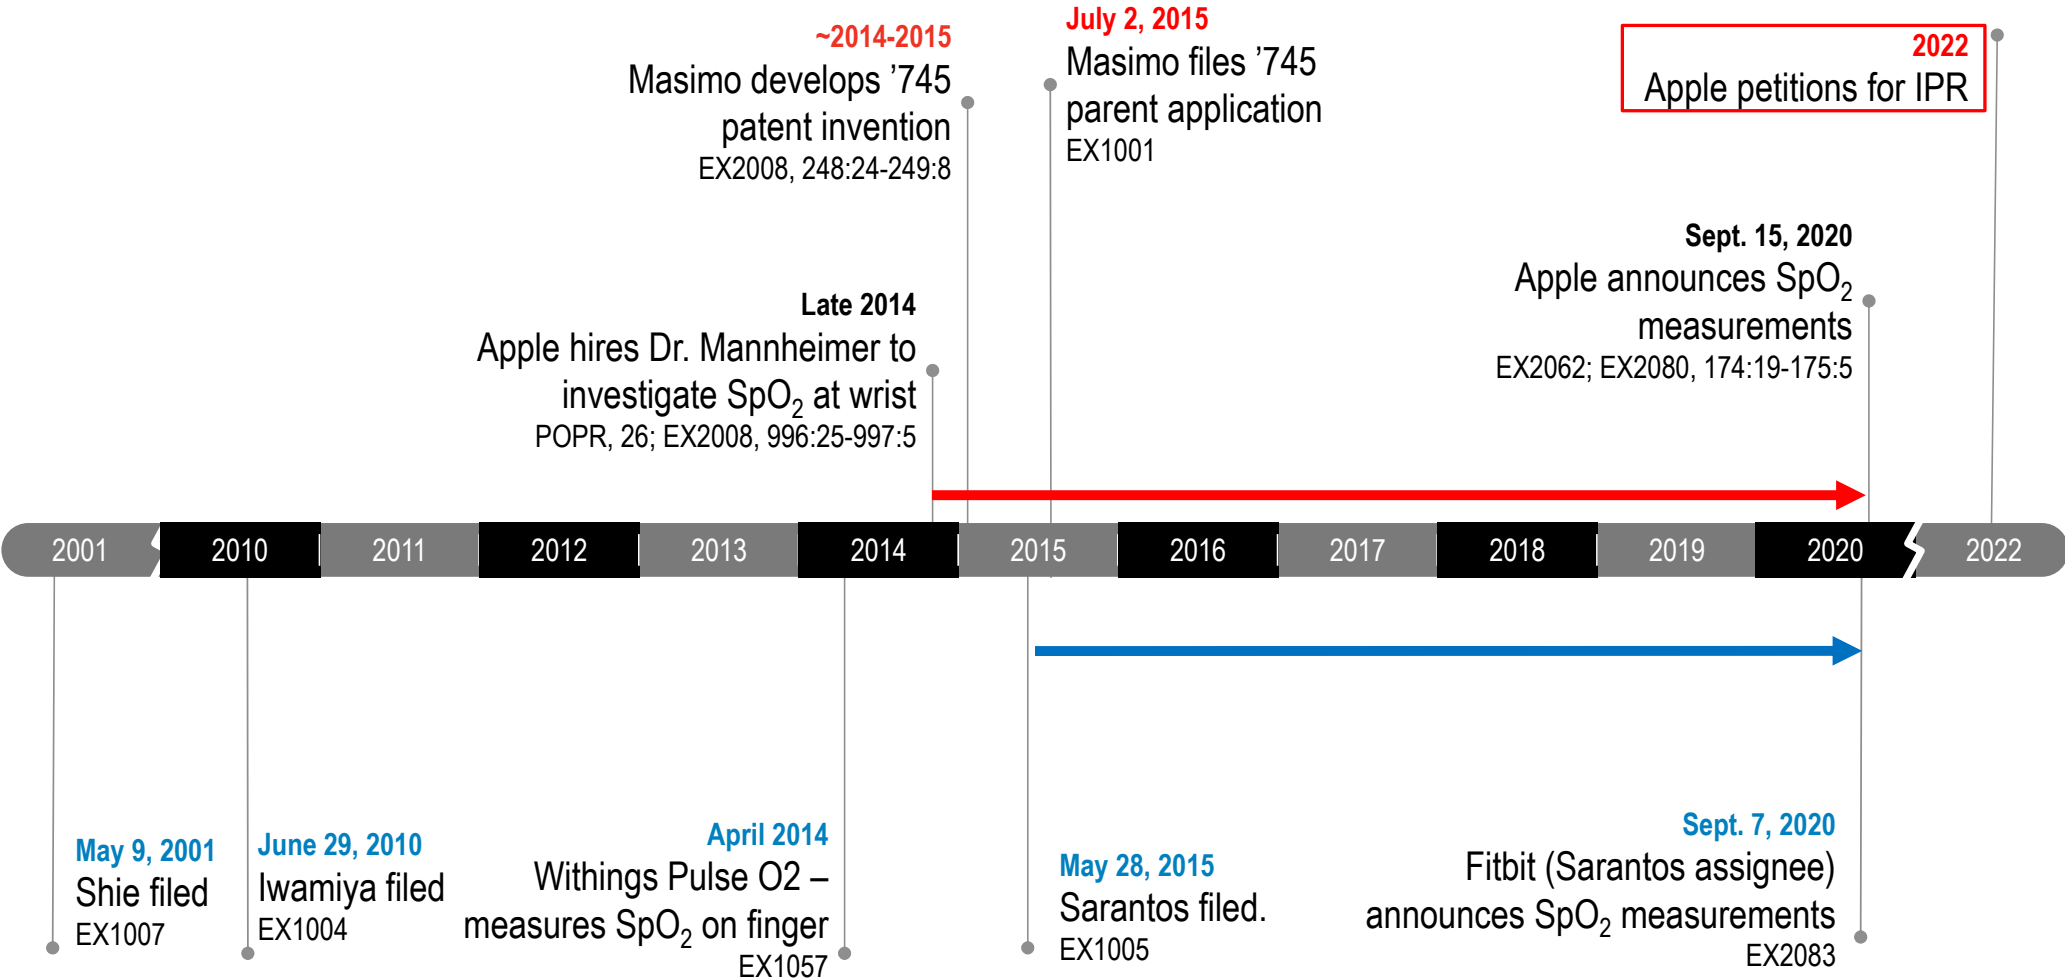 ~2014-2015
Masimo develops ’745
patent invention
EX2008, 248:24-249:8
July 2, 2015
Masimo files ’745
parent application
EX1001
2022
Apple petitions for IPR
Late 2014
Apple hires Dr. Mannheimer to
investigate SpO₂ at wrist
POPR, 26; EX2008, 996:25-997:5
Sept. 15, 2020
Apple announces SpO₂
measurements
EX2062; EX2080, 174:19-175:5
2001 2010 2011 2012 2013 2014 2015 2016 2017 2018 2019 2020 2022
May 9, 2001
Shie filed
EX1007
June 29, 2010
Iwamiya filed
EX1004
April 2014
Withings Pulse O2 –
measures SpO₂ on finger
EX1057
May 28, 2015
Sarantos filed.
EX1005
Sept. 7, 2020
Fitbit (Sarantos assignee)
announces SpO₂ measurements
EX2083